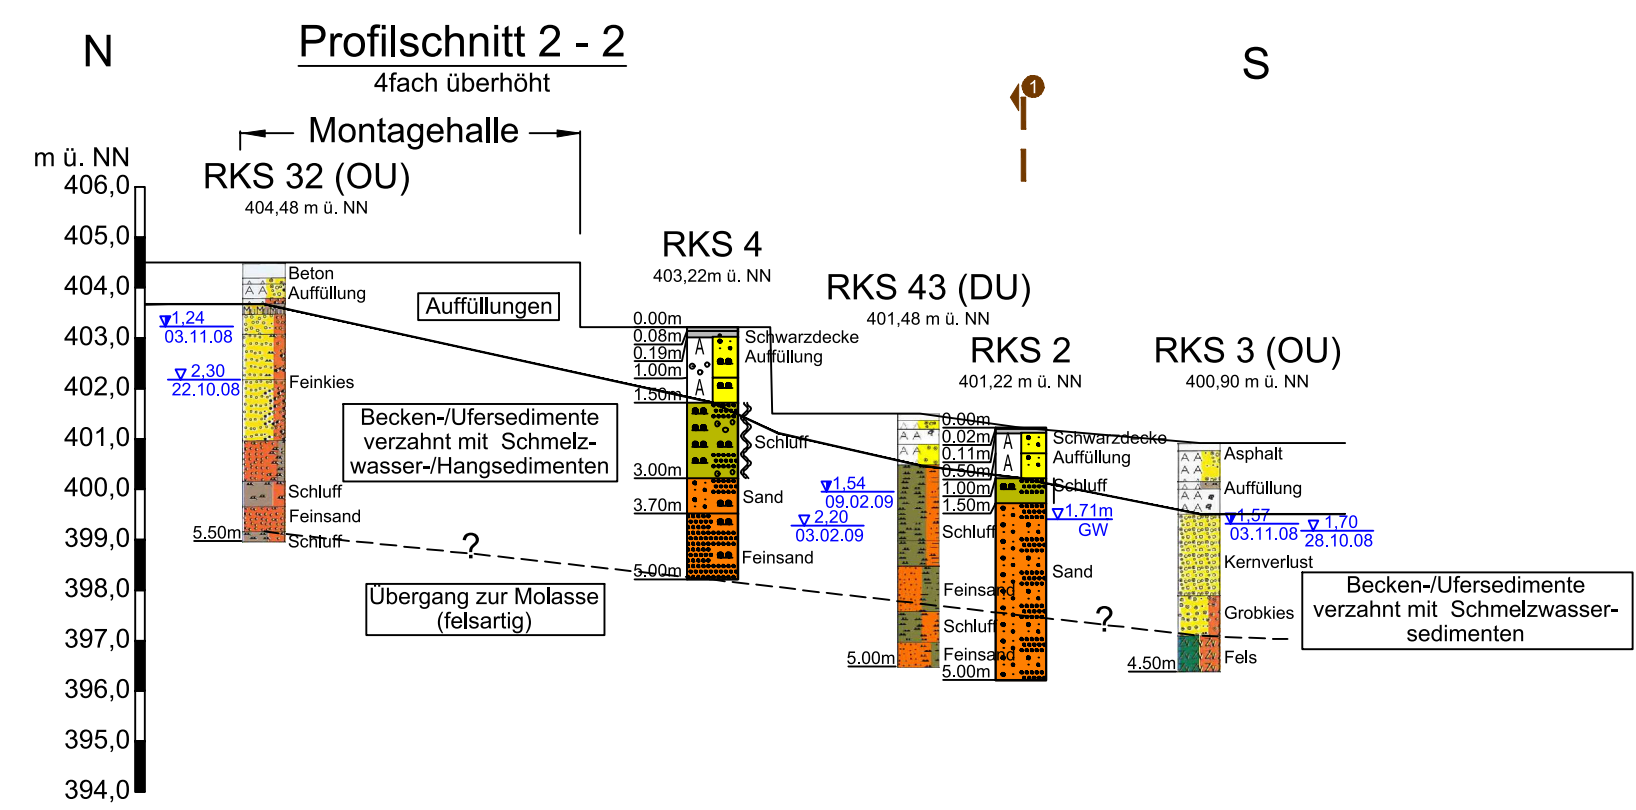 N
Profilschnitt 2 - 2
4fach überhöht
S
1
Montagehalle
m ü. NN
406,0
405,0
404,0
403,0
402,0
401,0
400,0
399,0
398,0
397,0
396,0
395,0
394,0
RKS 32 (OU)
404,48 m ü. NN
Beton
Auffüllung
1,24
03.11.08
2,30
22.10.08
Feinkies
Schluff
Feinsand
5.50m
Schluff
Auffüllungen
Becken-/Ufersedimente
verzahnt mit Schmelz-
wasser-/Hangsedimenten
?
Übergang zur Molasse
(felsartig)
RKS 4
403,22m ü. NN
0.00m
0.08m
0.19m
1.00m
1.50m
3.00m
3.70m
5.00m
A
A
Schwarzdecke
Auffüllung
Schluff
Sand
Feinsand
RKS 43 (DU)
401,48 m ü. NN
1,54
09.02.09
2,20
03.02.09
Schluff
Feinsand
Schluff
Feinsand
5.00m
RKS 2
401,22 m ü. NN
0.00m
0.02m
0.11m
0.50m
1.00m
1.50m
5.00m
A
A
Schwarzdecke
Auffüllung
Schluff
1.71m
GW
Sand
?
RKS 3 (OU)
400,90 m ü. NN
Asphalt
Auffüllung
1,57
03.11.08
1,70
28.10.08
Kernverlust
Grobkies
4.50m
Fels
Becken-/Ufersedimente
verzahnt mit Schmelzwasser-
sedimenten